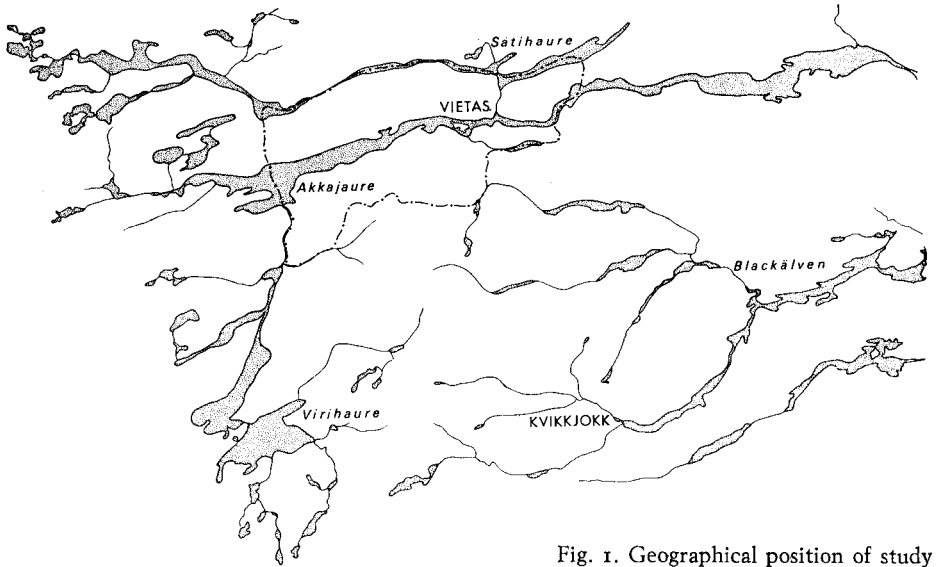 Satihaure
VIETAS
Akkajaure
Blackälven
Virihaure
KVIKKJOKK
Fig. 1. Geographical position of study